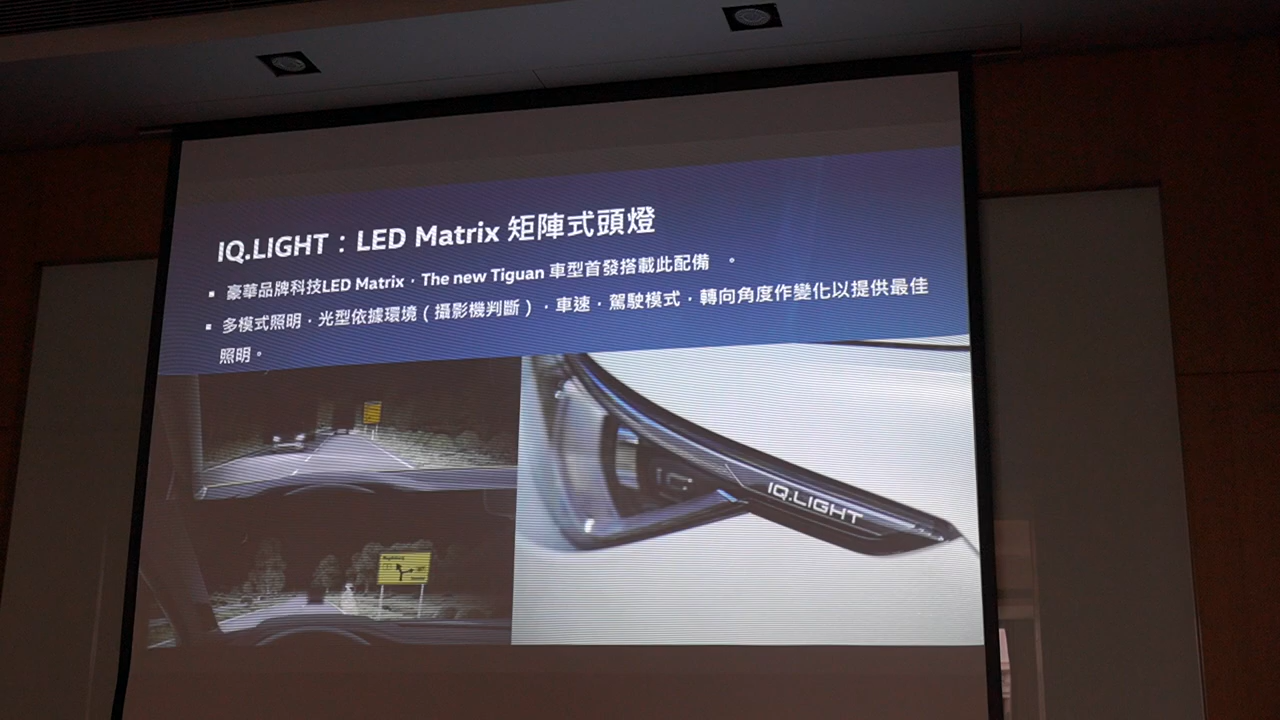 IQ.LIGHT：LED Matrix 矩陣式頭燈
▪ 豪華品牌科技LED Matrix，The new Tiguan 車型首發搭載此配備 。
▪ 多模式照明，光型依據環境（攝影機判斷），車速，駕駛模式，轉向角度作變化以提供最佳
照明。
IQ.LIGHT